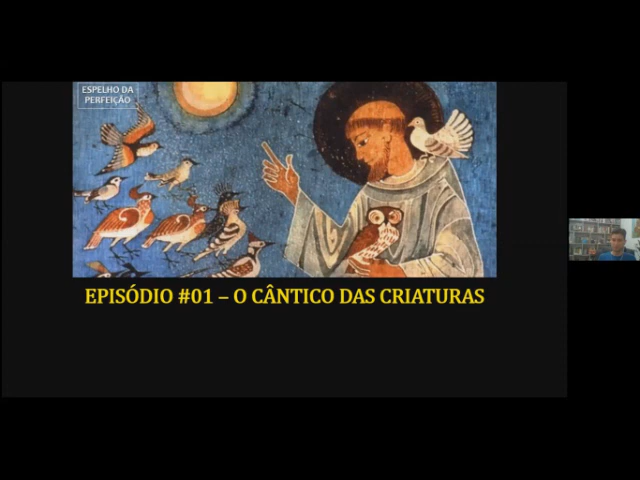 ESPELHO DA
PERFEIÇÃO
EPISÓDIO #01 – O CÂNTICO DAS CRIATURAS